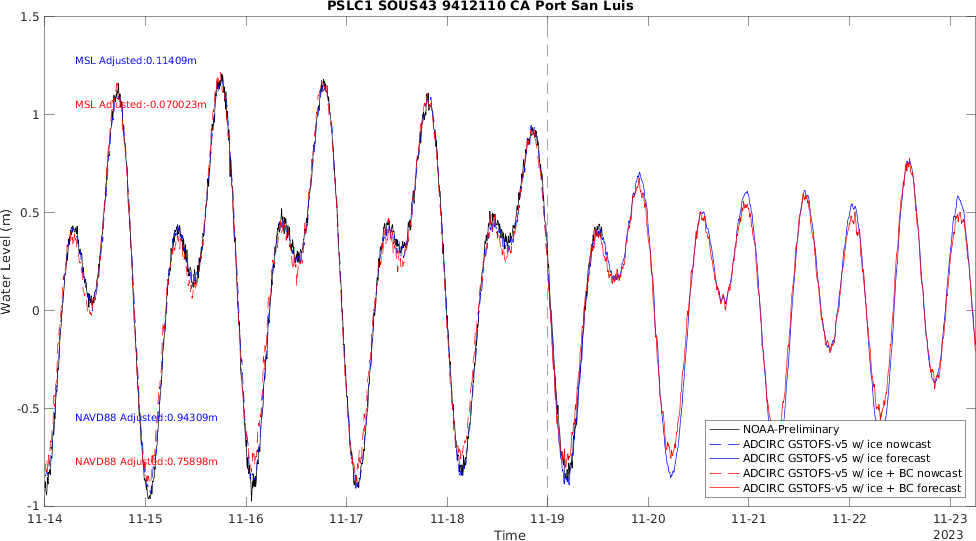 PSLC1 SOUS43 9412110 CA Port San Luis
1.5
MSL Adjusted:0.11409m
MSL Adjusted:-0.070023m
1
0.5
Water Level (m)
0
-0.5
NAVD88 Adjusted:0.94309m
NAVD88 Adjusted:0.75898m
NOAA-Preliminary
ADCIRC GSTOFS-v5 w/ ice nowcast
ADCIRC GSTOFS-v5 w/ ice forecast
ADCIRC GSTOFS-v5 w/ ice + BC nowcast
ADCIRC GSTOFS-v5 w/ ice + BC forecast
-1
11-14 11-15 11-16 11-17 11-18 11-19 11-20 11-21 11-22 11-23
Time 2023